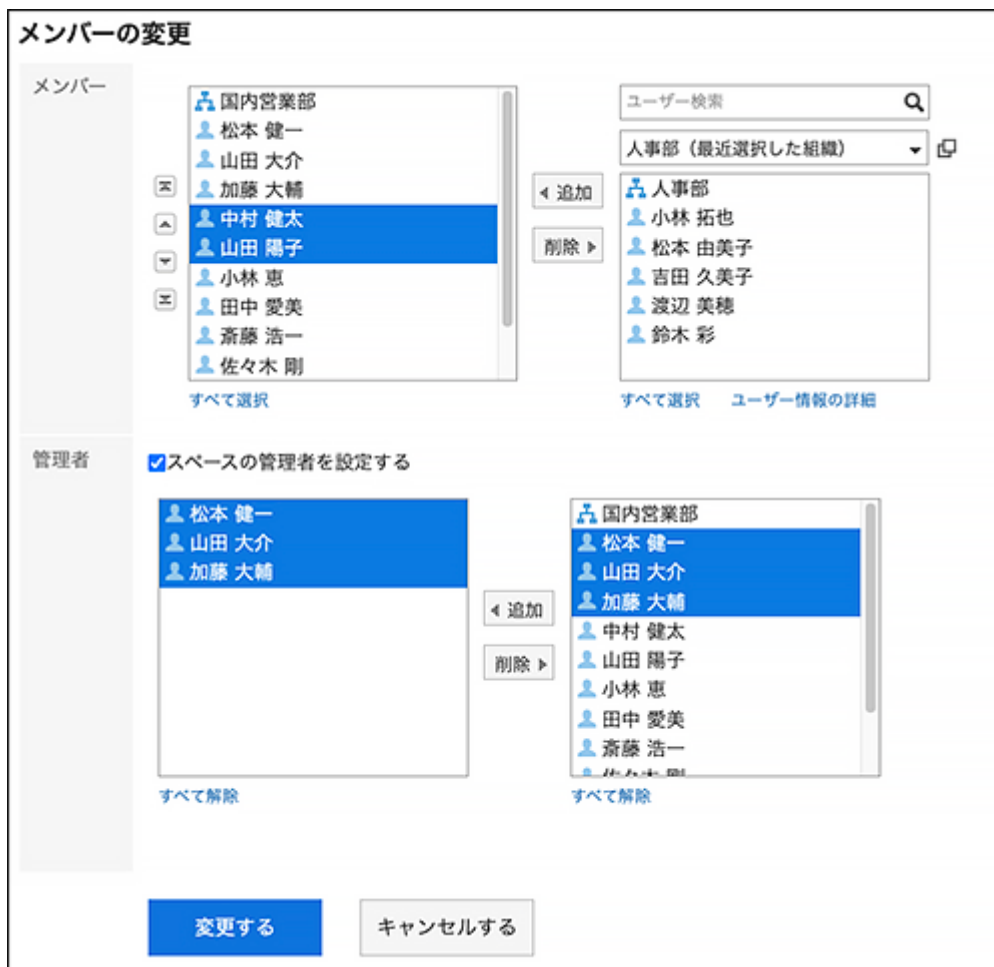 メンバーの変更
メンバー
国内営業部
松本 健一
山田 大介
加藤 大輔
中村 健太
山田 陽子
小林 恵
田中 愛美
斎藤 浩一
佐々木 剛
すべて選択
追加
削除
ユーザー検索
人事部（最近選択した組織）
人事部
小林 拓也
松本 由美子
吉田 久美子
渡辺 美穂
鈴木 彩
すべて選択 ユーザー情報の詳細
管理者
スペースの管理者を設定する
松本 健一
山田 大介
加藤 大輔
すべて解除
追加
削除
国内営業部
松本 健一
山田 大介
加藤 大輔
中村 健太
山田 陽子
小林 恵
田中 愛美
斎藤 浩一
佐々木 剛
すべて解除
変更する
キャンセルする